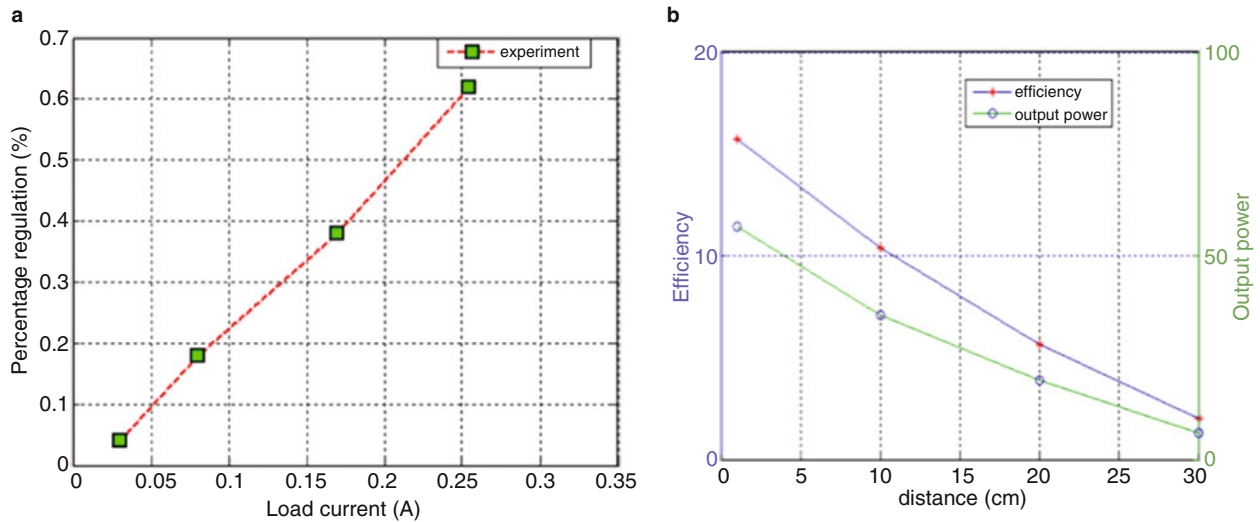 a
0.7
0.6
0.5
0.4
0.3
0.2
0.1
0
0 0.05 0.1 0.15 0.2 0.25 0.3 0.35
Percentage regulation (%)
Load current (A)
experiment
b
20
10
0
Efficiency
100
50
0
Output power
0 5 10 15 20 25 30
distance (cm)
efficiency
output power